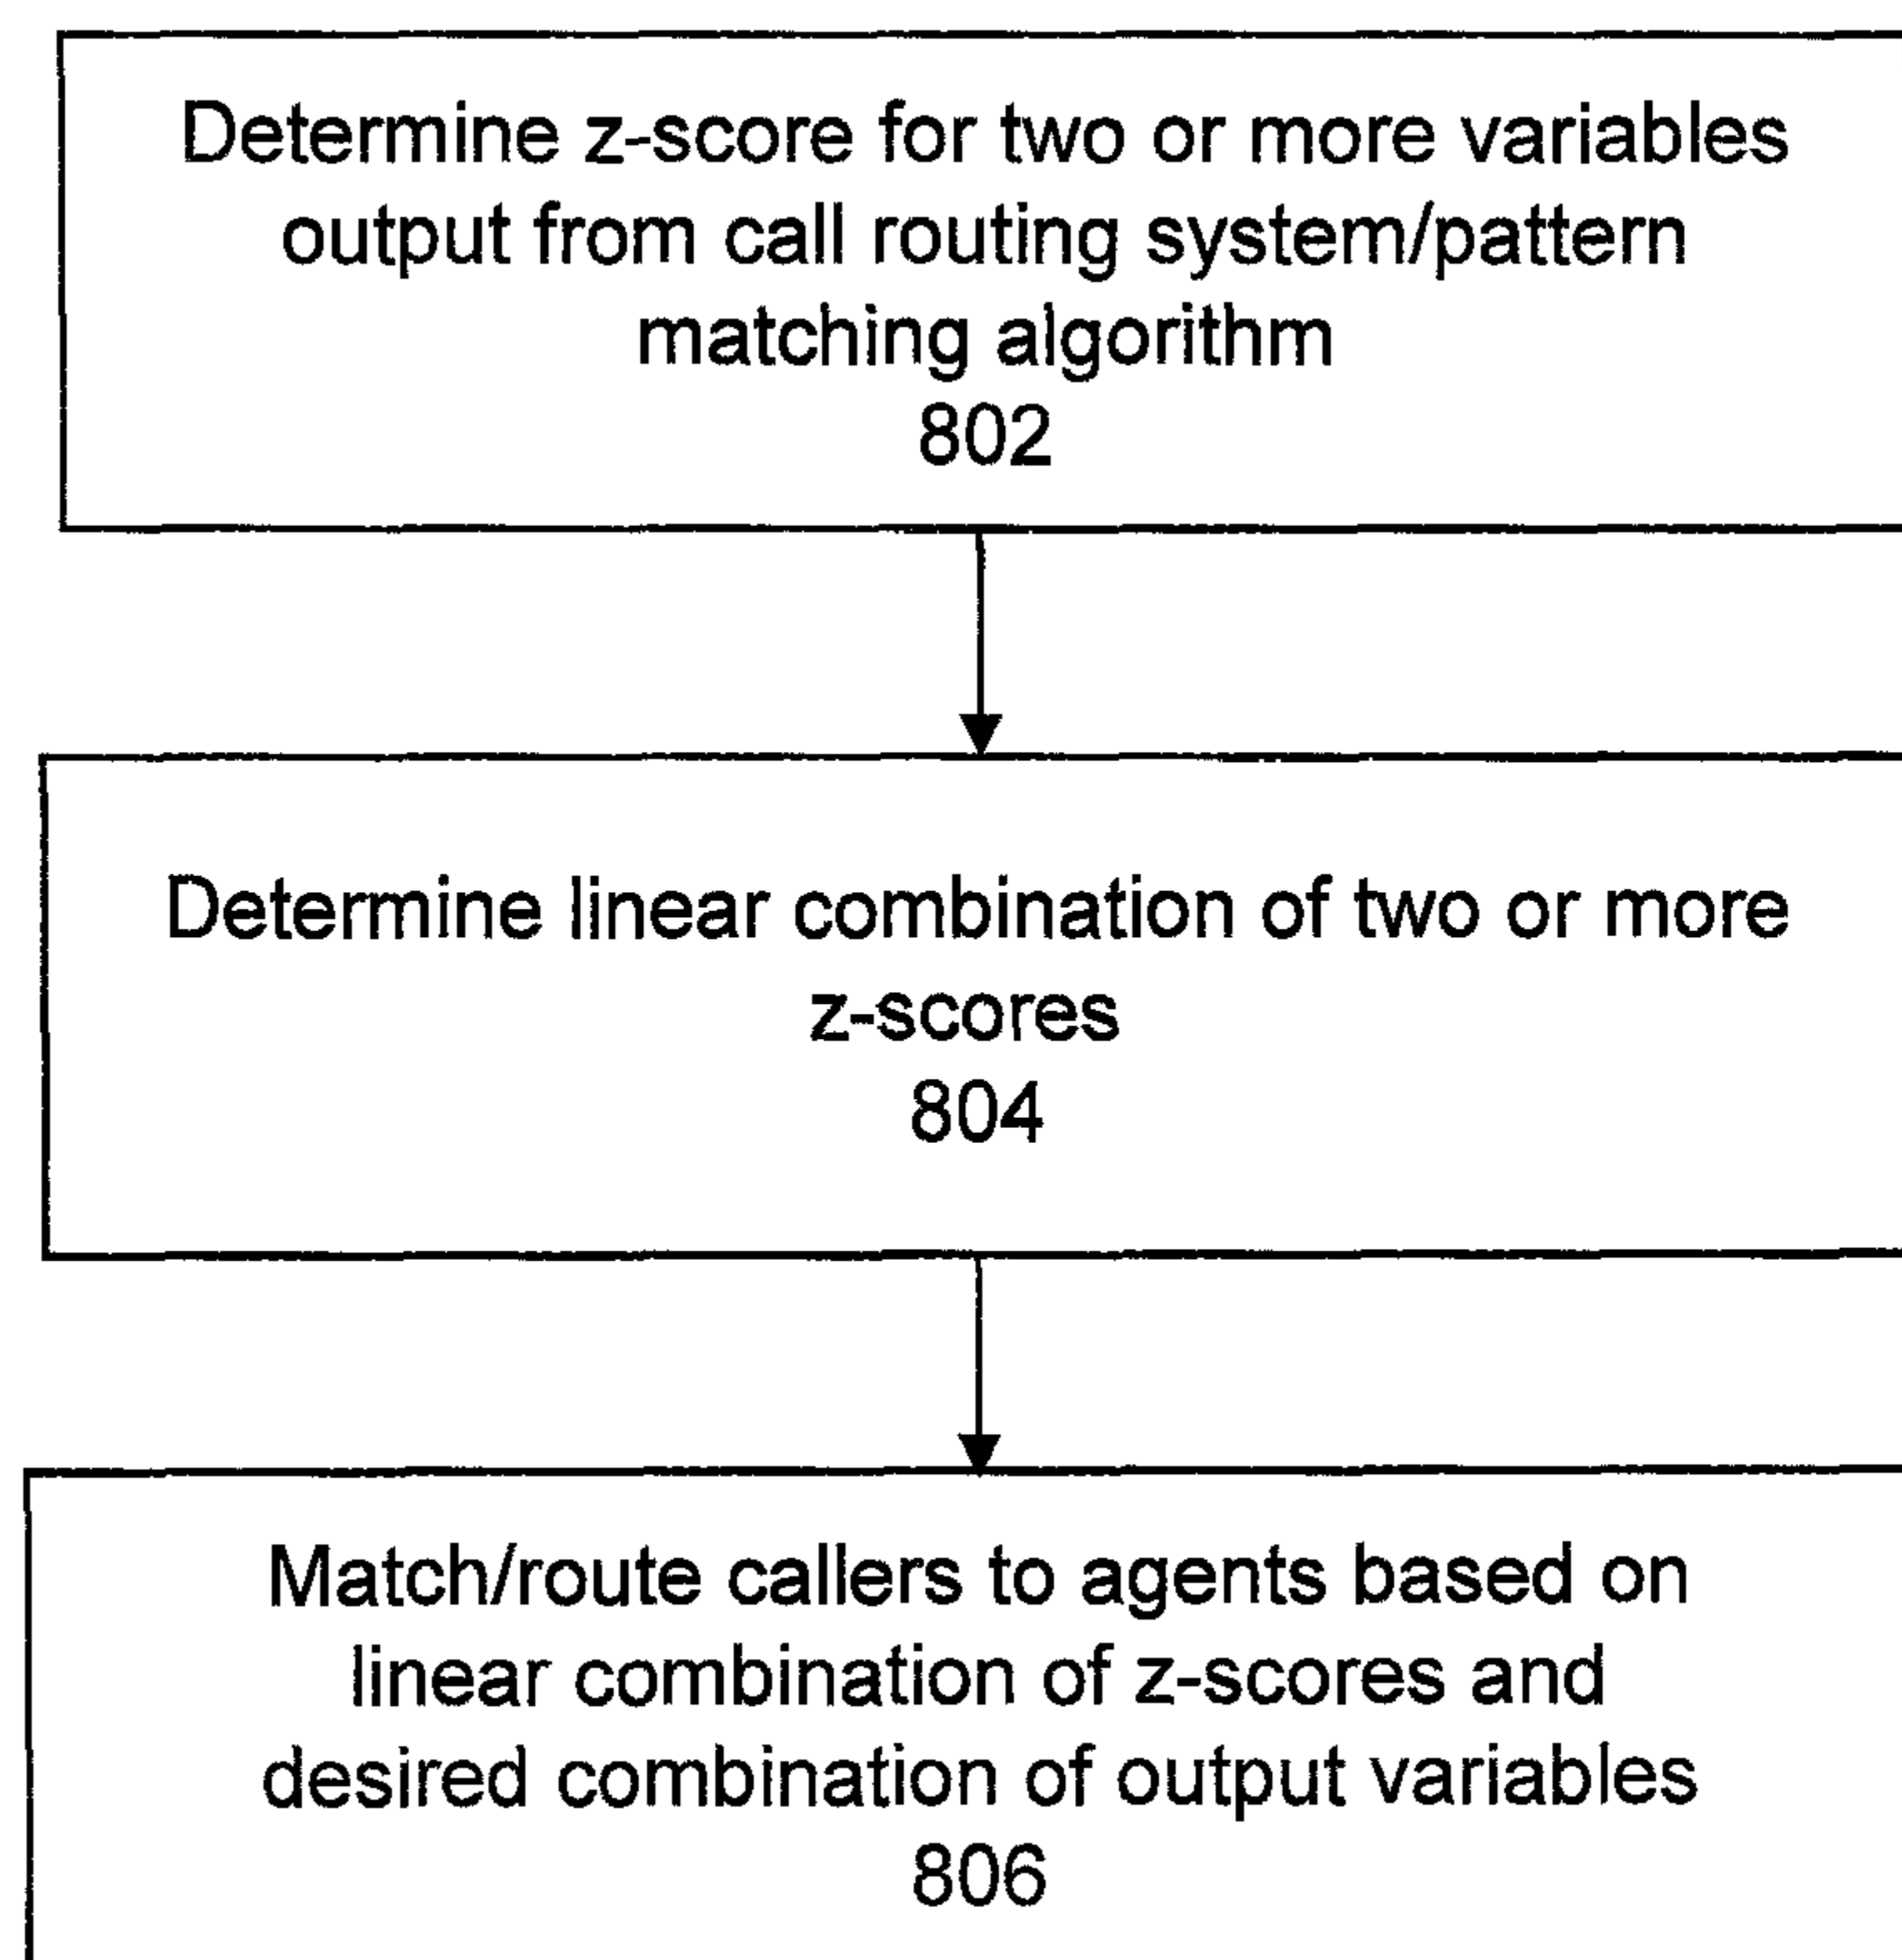 Determine z-score for two or more variables
output from call routing system/pattern
matching algorithm
802
Determine linear combination of two or more
z-scores
804
Match/route callers to agents based on
linear combination of z-scores and
desired combination of output variables
806